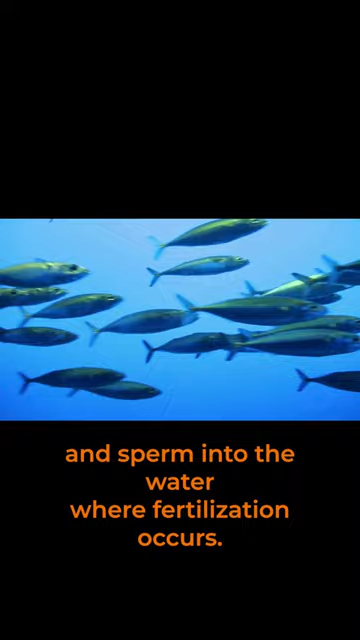 and sperm into the
water
where fertilization
occurs.